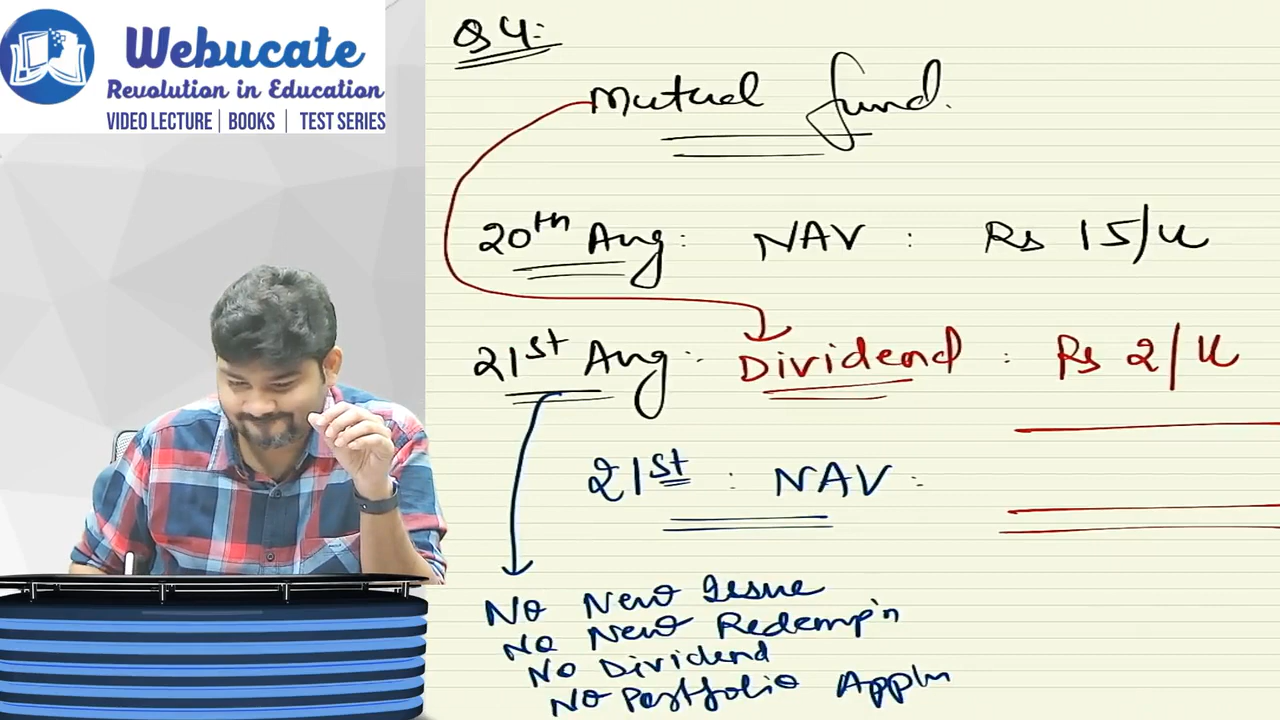 Webucate
Revolution in Education
VIDEO LECTURE | BOOKS | TEST SERIES
Q4:
Mutual fund.
20th Aug: NAV : Rs 15/u
21st Aug: Dividend : Rs 2/u
21st : NAV :
No New Issue
No New Redemp'n
No Dividend
No Portfolio Appln